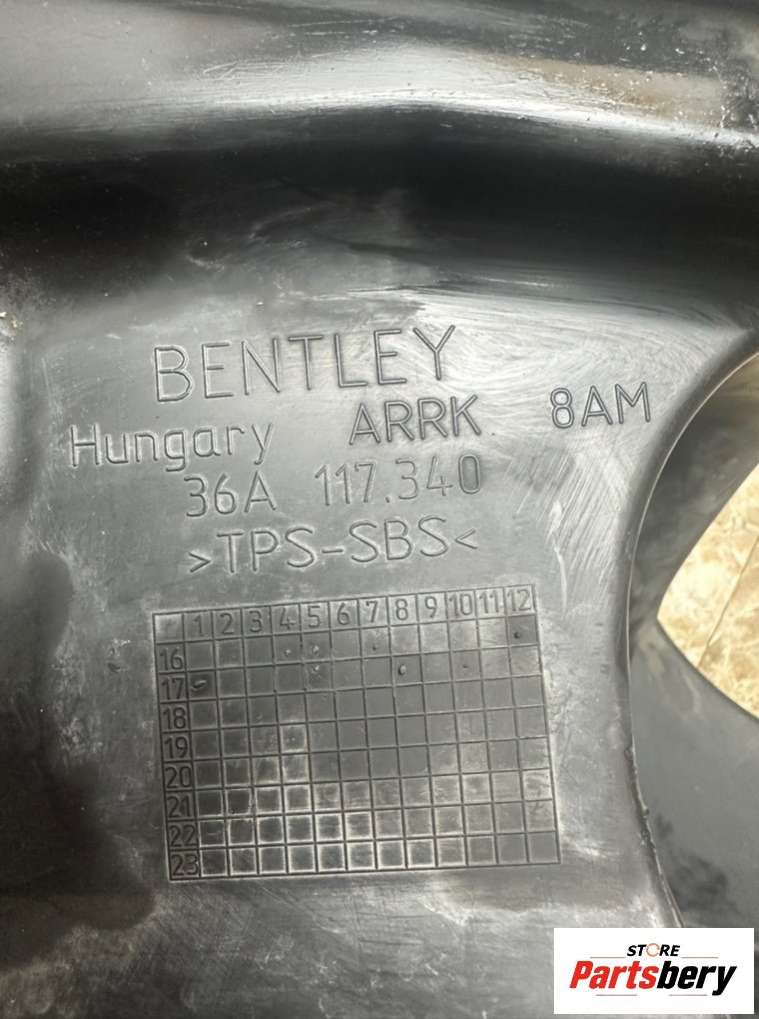 BENTLEY
Hungary ARRK 8AM
36A 117.340
>TPS-SBS<
1 2 3 4 5 6 7 8 9 10 11 12
16
17
18
19
20
21
22
23
STORE
Partsbery